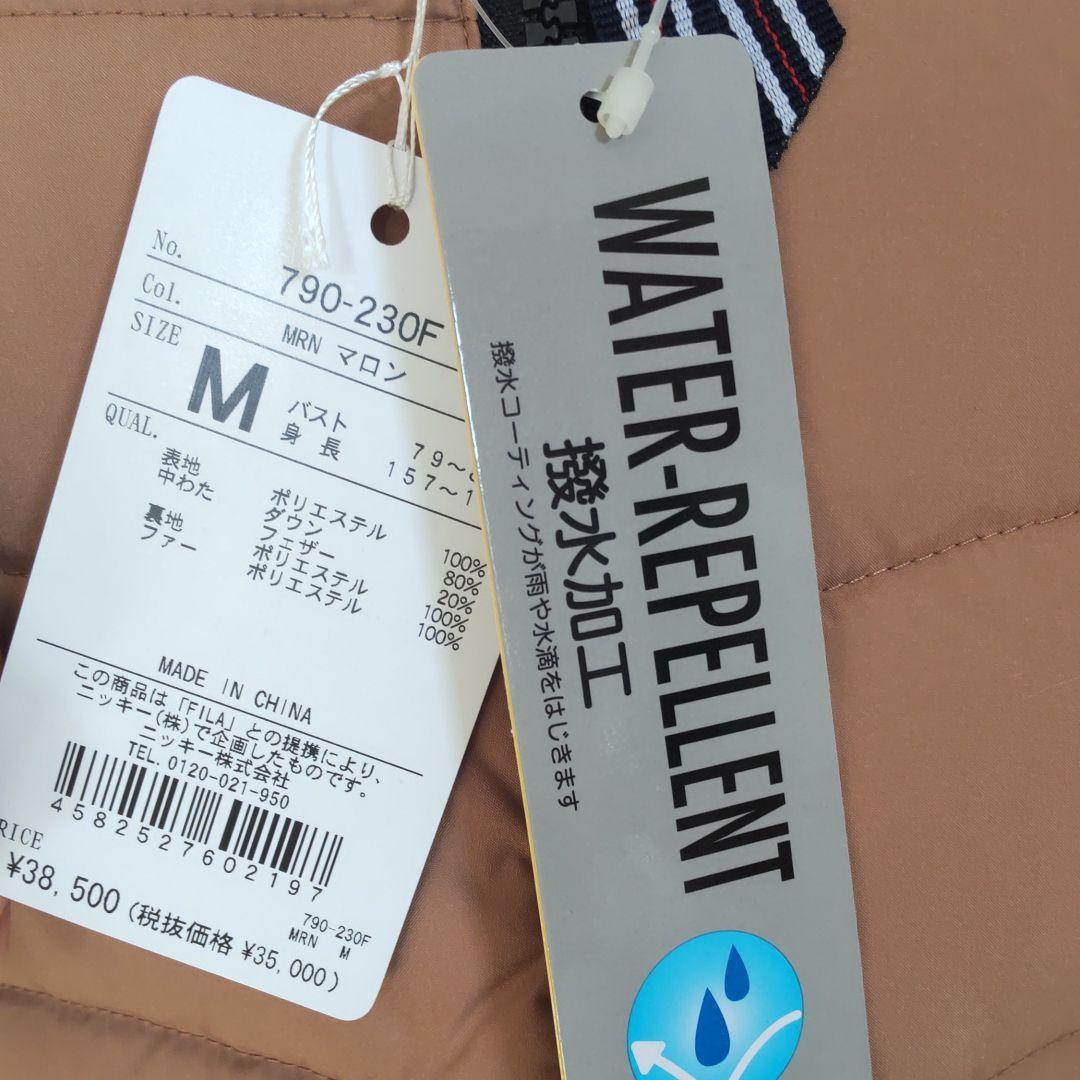 No. 790-230F
Col. MRN マロン
SIZE M バスト 79～
身長 157～1
QUAL.
表地 ポリエステル 100%
中わた ダウン 80%
フェザー 20%
裏地 ポリエステル 100%
ファー ポリエステル 100%
MADE IN CHINA
この商品は「FILA」との提携により、
ニッキー(株)で企画したものです。
ニッキー株式会社
TEL. 0120-021-950
4582527602197
RICE
¥38,500 (税抜価格 ¥35,000)
790-230F
MRN M
WATER-REPELLENT
撥水加工
撥水コーティングが雨や水滴をはじきます